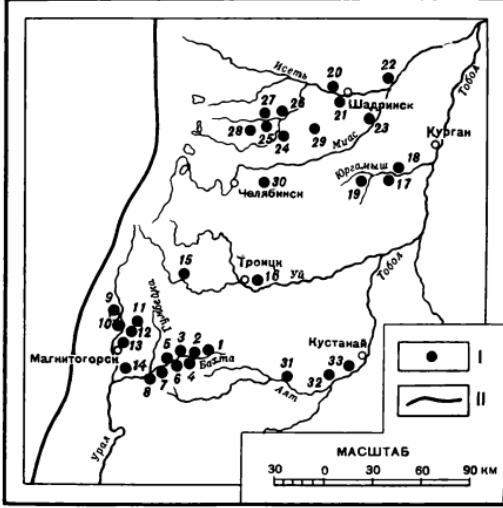 22
20
Исеть
Тобол
21
Шадринск
27
26
28
25
24
29
23
Миас
Курган
18
Юргамыш
19
17
30
Челябинск
15
Троицк
16
Уй
Тобол
9
11
10
12
Гумбейка
13
Магнитогорск
14
5
3
2
1
Бахта
8
7
6
4
Кустанай
31
33
32
Аят
Урал
I
II
МАСШТАБ
30
0
30
60
90 КМ